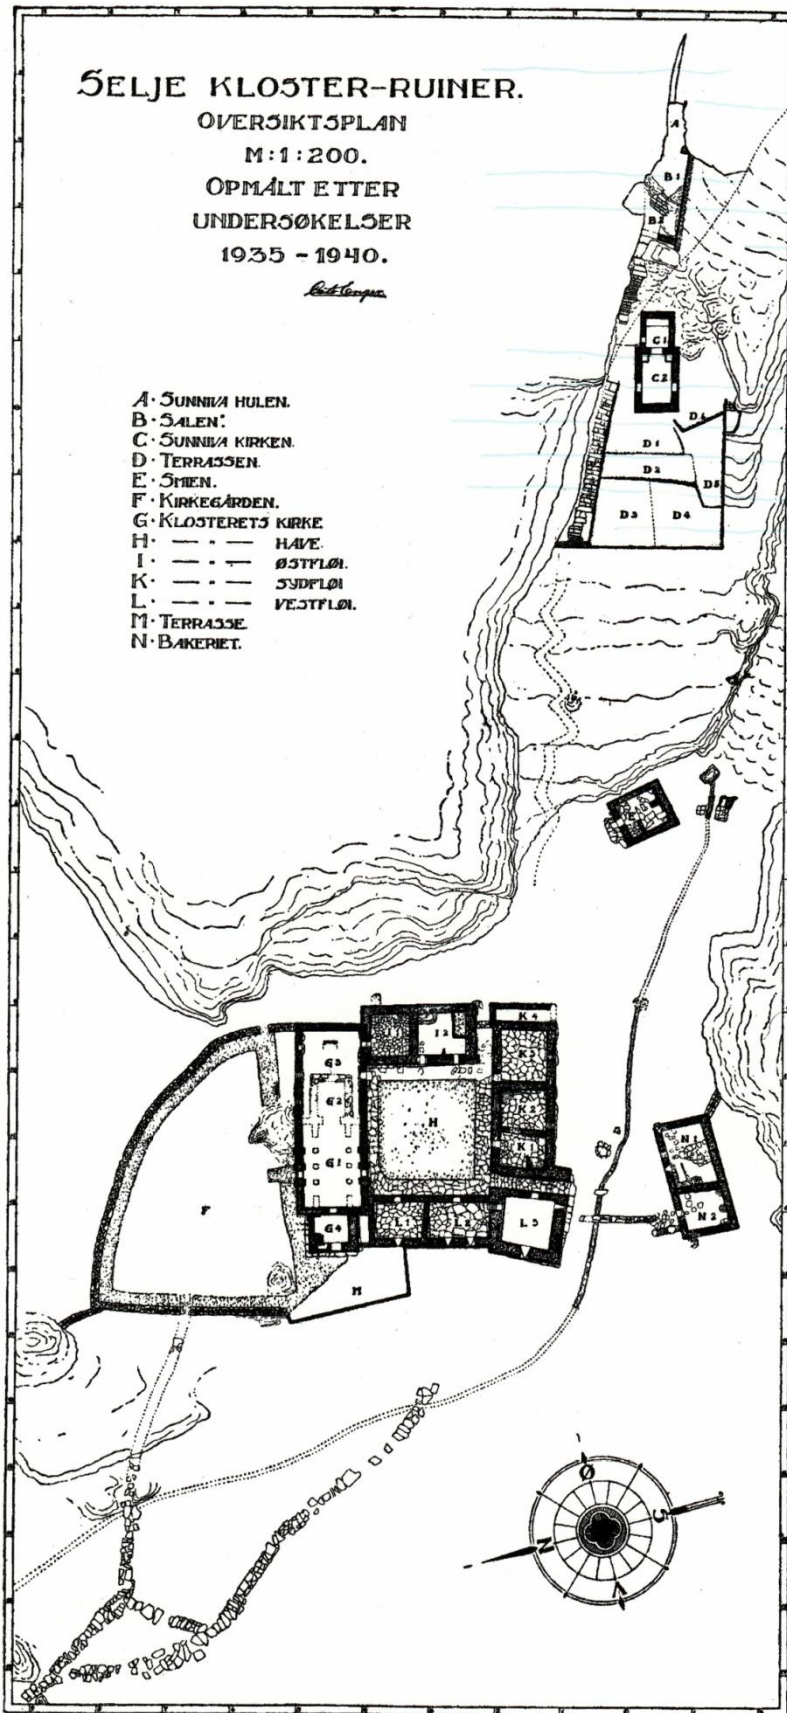 SELJE KLOSTER-RUINER.
OVERSIKTSPLAN
M:1:200.
OPMÅLT ETTER
UNDERSØKELSER
1935 - 1940.
A· SUNNIVA HULEN.
B· SALEN:
C· SUNNIVA KIRKEN.
D· TERRASSEN.
E· SMIEN.
F· KIRKEGÅRDEN.
G· KLOSTERETS KIRKE
H· — „ — HAVE.
I· — „ — ØSTFLØI.
K· — „ — SYDFLØI
L· — „ — VESTFLØI.
M· TERRASSE
N· BAKERIET.
A
B1
B2
C1
C2
D4
D1
D2
D5
D3
D4
E
I1
I2
K4
G3
K3
G2
K2
H
N1
G1
K1
F
G4
L1
L2
L3
N2
M
Ø
S
N
V